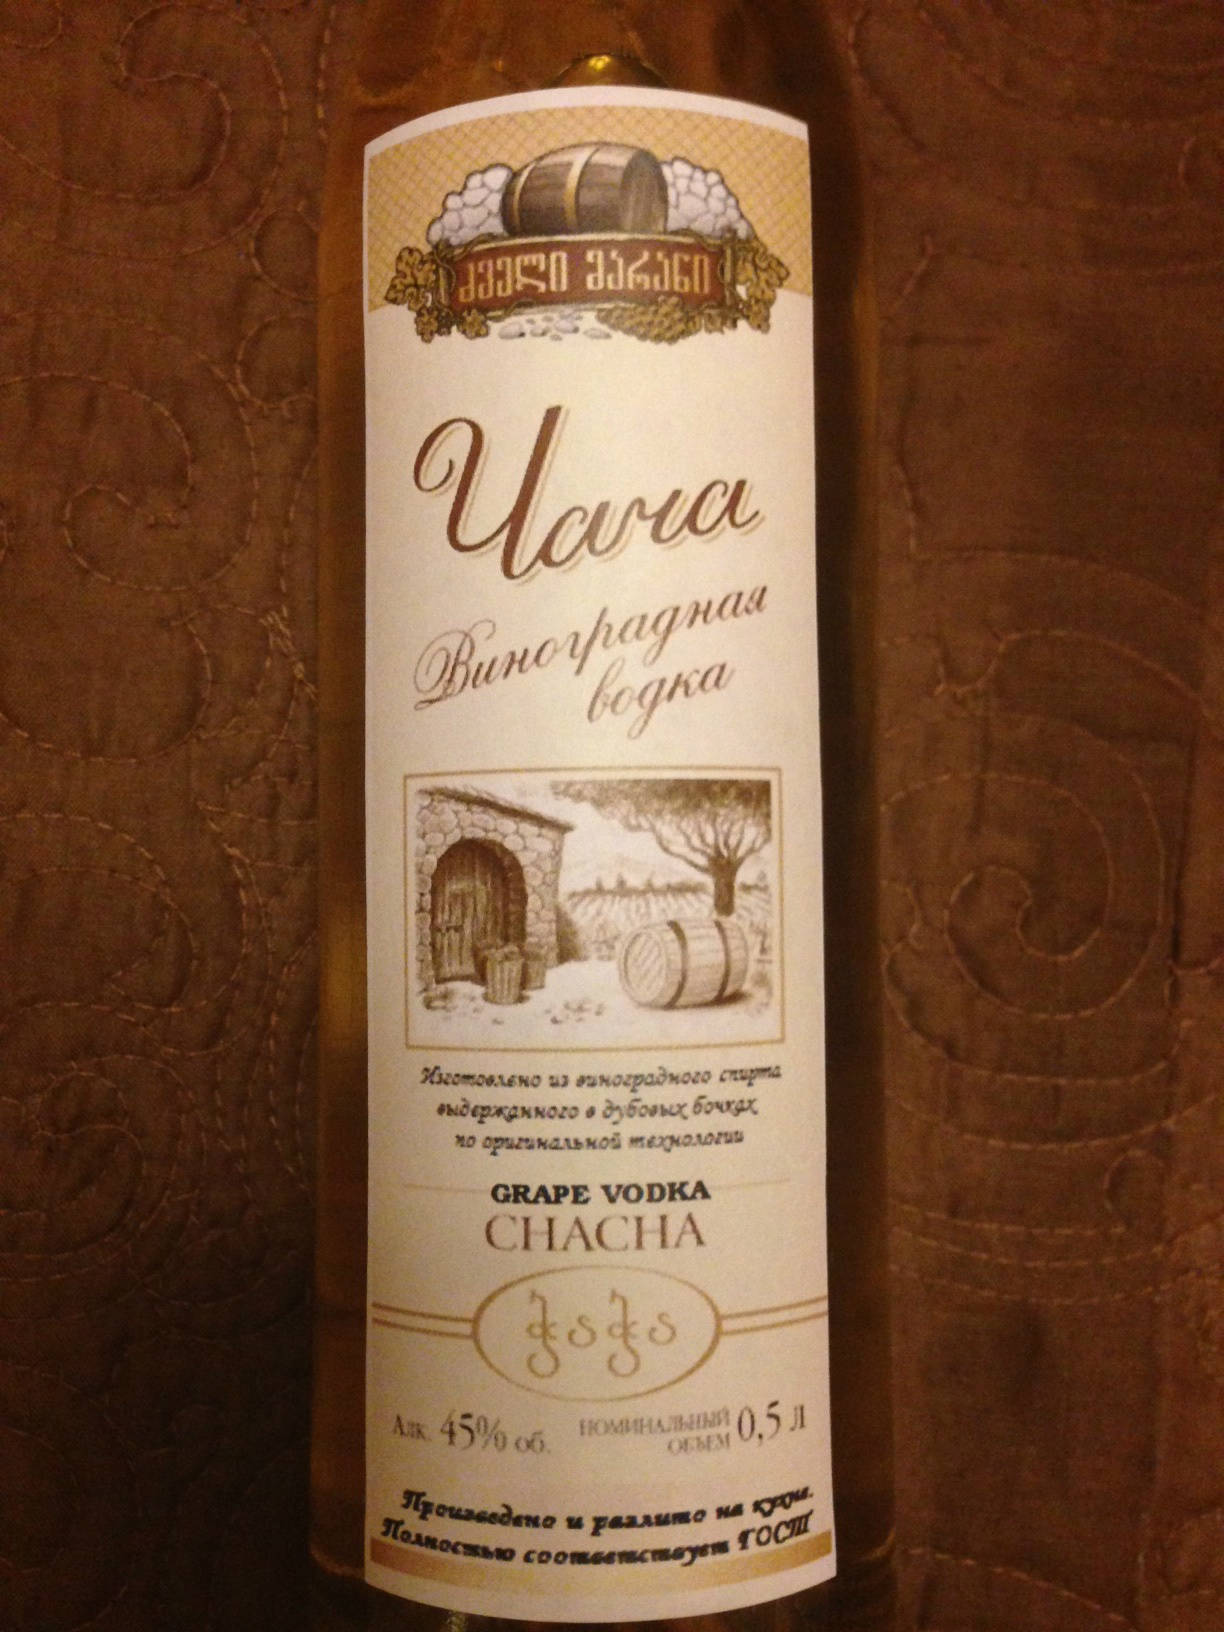 ძველი მარანი
Чача
Виноградная
водка
Изготовлено из виноградного спирта
выдержанного в дубовых бочках
по оригинальной технологии
GRAPE VODKA
CHACHA
ჭაჭა
Алк. 45% об.
НОМИНАЛЬНЫЙ
ОБЪЕМ 0,5 Л
Произведено и разлито на кухне.
Полностью соответствует ГОСТ